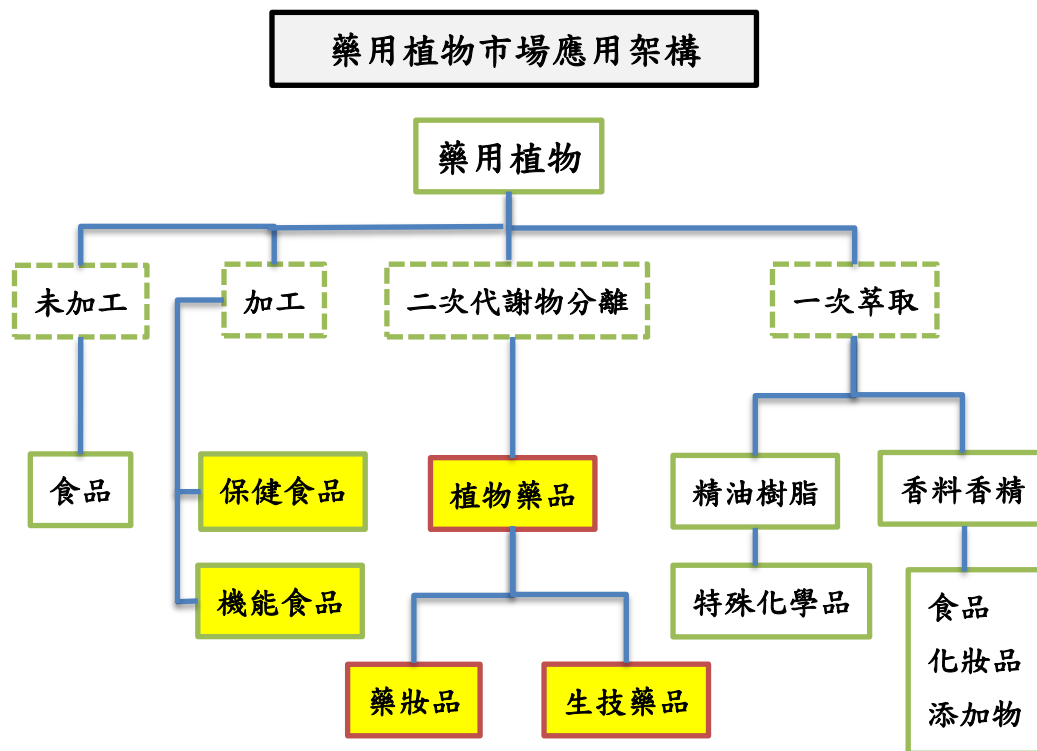 藥用植物市場應用架構
藥用植物
未加工
加工
二次代謝物分離
一次萃取
食品
保健食品
植物藥品
精油樹脂
香料香精
機能食品
特殊化學品
食品
化妝品
添加物
藥妝品
生技藥品